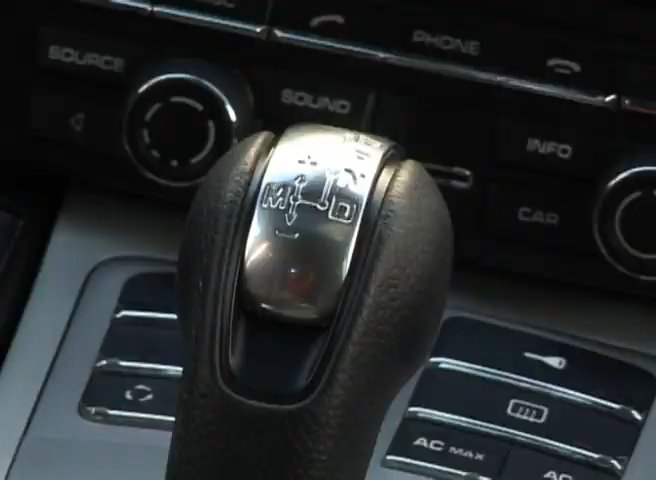 PHONE
SOURCE
SOUND
INFO
CAR
+
M D
-
AC MAX